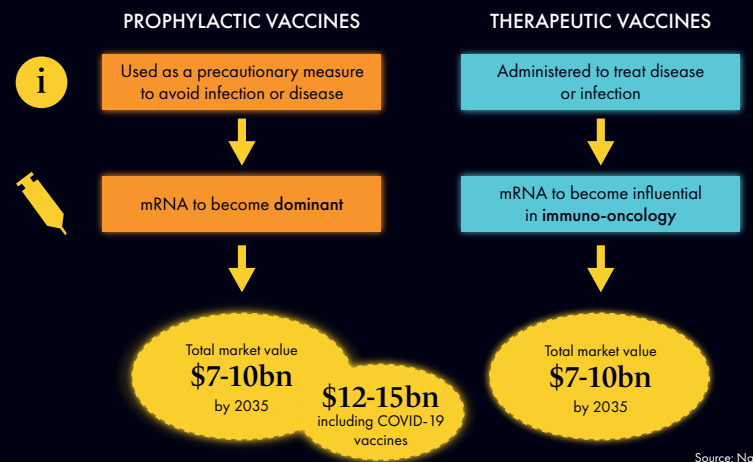 PROPHYLACTIC VACCINES
THERAPEUTIC VACCINES
i
Used as a precautionary measure
to avoid infection or disease
Administered to treat disease
or infection
mRNA to become dominant
mRNA to become influential
in immuno-oncology
Total market value
$7-10bn
by 2035
$12-15bn
including COVID-19
vaccines
Total market value
$7-10bn
by 2035
Source: